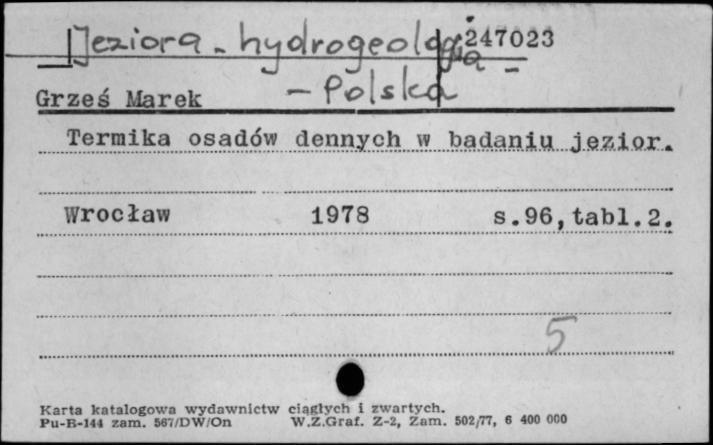 Jeziora - hydrogeologia - 247023
- Polska
Grześ Marek
Termika osadów dennych w badaniu jezior.
Wrocław 1978 s.96,tabl.2.
5
Karta katalogowa wydawnictw ciągłych i zwartych.
Pu-B-144 zam. 567/DW/On W.Z.Graf. Z-2, Zam. 502/77, 6 400 000